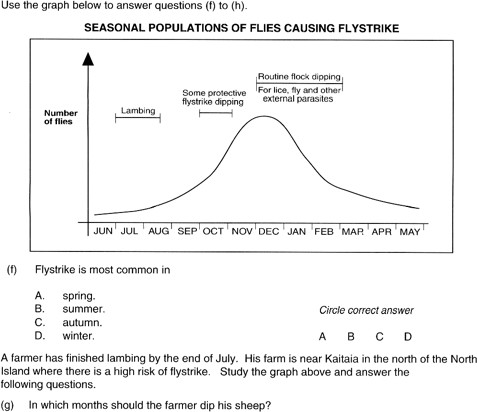 Use the graph below to answer questions (f) to (h).
SEASONAL POPULATIONS OF FLIES CAUSING FLYSTRIKE
Number
of flies
Lambing
Some protective
flystrike dipping
Routine flock dipping
For lice, fly and other
external parasites
JUN JUL AUG SEP OCT NOV DEC JAN FEB MAR APR MAY
(f) Flystrike is most common in
A. spring.
B. summer.
C. autumn.
D. winter.
Circle correct answer
A B C D
A farmer has finished lambing by the end of July. His farm is near Kaitaia in the north of the North
Island where there is a high risk of flystrike. Study the graph above and answer the
following questions.
(g) In which months should the farmer dip his sheep?